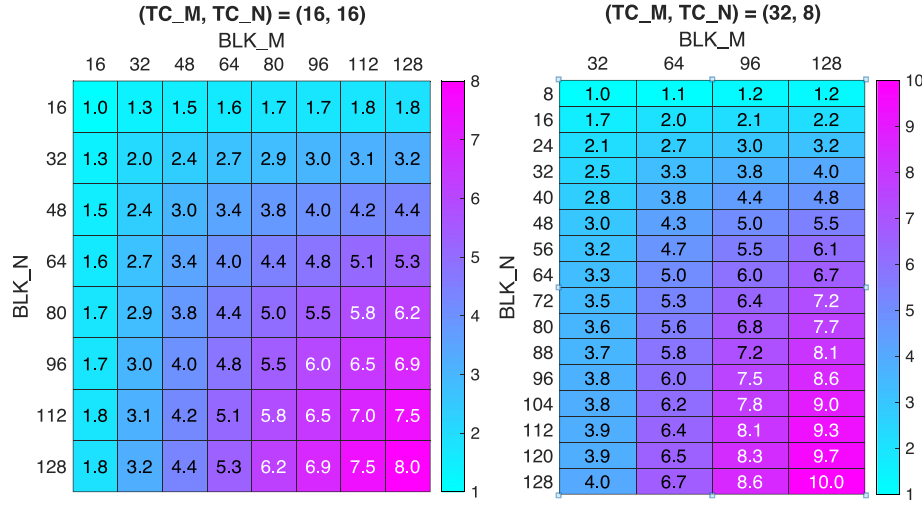 (TC_M, TC_N) = (16, 16)
BLK_M
16 32 48 64 80 96 112 128
BLK_N
16 1.0 1.3 1.5 1.6 1.7 1.7 1.8 1.8
32 1.3 2.0 2.4 2.7 2.9 3.0 3.1 3.2
48 1.5 2.4 3.0 3.4 3.8 4.0 4.2 4.4
64 1.6 2.7 3.4 4.0 4.4 4.8 5.1 5.3
80 1.7 2.9 3.8 4.4 5.0 5.5 5.8 6.2
96 1.7 3.0 4.0 4.8 5.5 6.0 6.5 6.9
112 1.8 3.1 4.2 5.1 5.8 6.5 7.0 7.5
128 1.8 3.2 4.4 5.3 6.2 6.9 7.5 8.0
8
7
6
5
4
3
2
1
(TC_M, TC_N) = (32, 8)
BLK_M
32 64 96 128
BLK_N
8 1.0 1.1 1.2 1.2
16 1.7 2.0 2.1 2.2
24 2.1 2.7 3.0 3.2
32 2.5 3.3 3.8 4.0
40 2.8 3.8 4.4 4.8
48 3.0 4.3 5.0 5.5
56 3.2 4.7 5.5 6.1
64 3.3 5.0 6.0 6.7
72 3.5 5.3 6.4 7.2
80 3.6 5.6 6.8 7.7
88 3.7 5.8 7.2 8.1
96 3.8 6.0 7.5 8.6
104 3.8 6.2 7.8 9.0
112 3.9 6.4 8.1 9.3
120 3.9 6.5 8.3 9.7
128 4.0 6.7 8.6 10.0
10
9
8
7
6
5
4
3
2
1